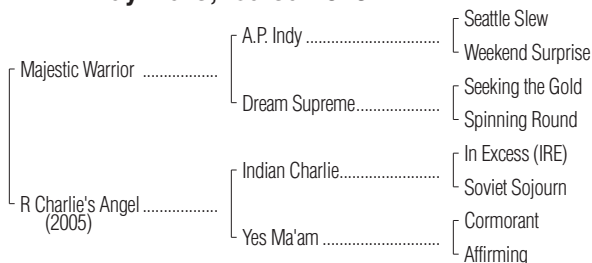 Seattle Slew
A.P. Indy
Weekend Surprise
Majestic Warrior
Seeking the Gold
Dream Supreme
Spinning Round
In Excess (IRE)
Indian Charlie
Soviet Sojourn
R Charlie's Angel
(2005)
Cormorant
Yes Ma'am
Affirming